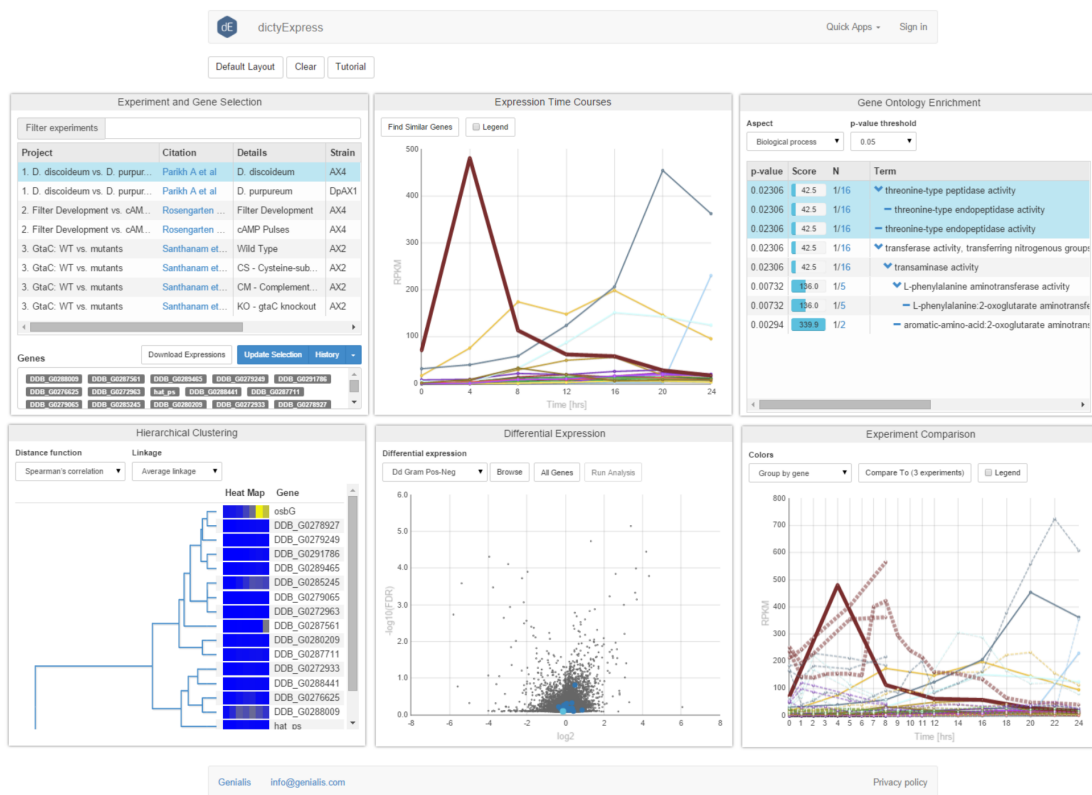 dE dictyExpress Quick Apps Sign in
Default Layout Clear Tutorial
Experiment and Gene Selection
Filter experiments
Project Citation Details Strain
1. D. discoideum vs. D. purpur... Parikh A et al D. discoideum AX4
1. D. discoideum vs. D. purpur... Parikh A et al D. purpureum DpAX1
2. Filter Development vs. cAM... Rosengarten ... Filter Development AX4
2. Filter Development vs. cAM... Rosengarten ... cAMP Pulses AX4
3. GtaC: WT vs. mutants Santhanam et... Wild Type AX2
3. GtaC: WT vs. mutants Santhanam et... CS - Cysteine-sub... AX2
3. GtaC: WT vs. mutants Santhanam et... CM - Complement... AX2
3. GtaC: WT vs. mutants Santhanam et... KO - gtaC knockout AX2
Genes Download Expressions Update Selection History
DDB_G0288009 DDB_G0287561 DDB_G0289465 DDB_G0279249 DDB_G0291786
DDB_G0276625 DDB_G0272963 hat_ps DDB_G0288441 DDB_G0287711
DDB_G0279065 DDB_G0285245 DDB_G0280209 DDB_G0272933 DDB_G0278927
Expression Time Courses
Find Similar Genes Legend
500
400
300
200
100
0
RPKM
0 4 8 12 16 20 24
Time [hrs]
Gene Ontology Enrichment
Aspect p-value threshold
Biological process 0.05
p-value Score N Term
0.02306 42.5 1/16 threonine-type peptidase activity
0.02306 42.5 1/16 threonine-type endopeptidase activity
0.02306 42.5 1/16 threonine-type endopeptidase activity
0.02306 42.5 1/16 transferase activity, transferring nitrogenous groups
0.02306 42.5 1/16 transaminase activity
0.00732 136.0 1/5 L-phenylalanine aminotransferase activity
0.00732 136.0 1/5 L-phenylalanine:2-oxoglutarate aminotransfe
0.00294 339.9 1/2 aromatic-amino-acid:2-oxoglutarate aminotrans
Hierarchical Clustering
Distance function Linkage
Spearman's correlation Average linkage
Heat Map Gene
osbG
DDB_G0278927
DDB_G0279249
DDB_G0291786
DDB_G0289465
DDB_G0285245
DDB_G0279065
DDB_G0272963
DDB_G0287561
DDB_G0280209
DDB_G0287711
DDB_G0272933
DDB_G0288441
DDB_G0276625
DDB_G0288009
hat_ps
Differential Expression
Differential expression
Dd Gram Pos-Neg Browse All Genes Run Analysis
6.0
5.0
4.0
3.0
2.0
1.0
0.0
-log10(FDR)
-8 -6 -4 -2 0 2 4 6 8
log2
Experiment Comparison
Colors
Group by gene Compare To (3 experiments) Legend
800
700
600
500
400
300
200
100
0
RPKM
0 1 2 3 4 5 6 7 8 9 10 11 12 14 16 18 20 22 24
Time [hrs]
Genialis info@genialis.com Privacy policy